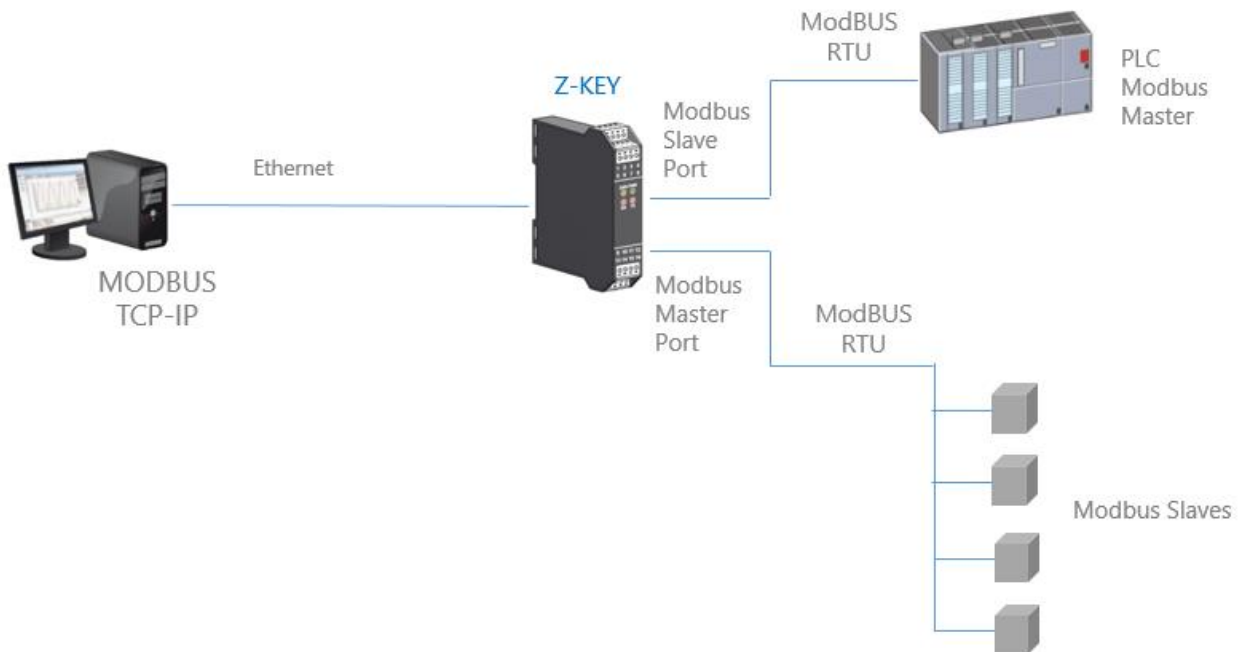 ModBUS
RTU
PLC
Modbus
Master
Z-KEY
Modbus
Slave
Port
Ethernet
MODBUS
TCP-IP
Modbus
Master
Port
ModBUS
RTU
Modbus Slaves